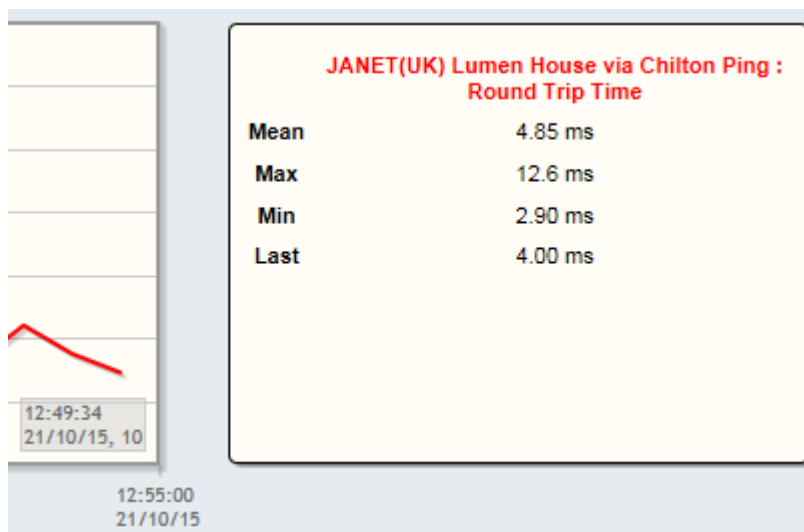 JANET(UK) Lumen House via Chilton Ping :
Round Trip Time
Mean 4.85 ms
Max 12.6 ms
Min 2.90 ms
Last 4.00 ms
12:49:34
21/10/15, 10
12:55:00
21/10/15